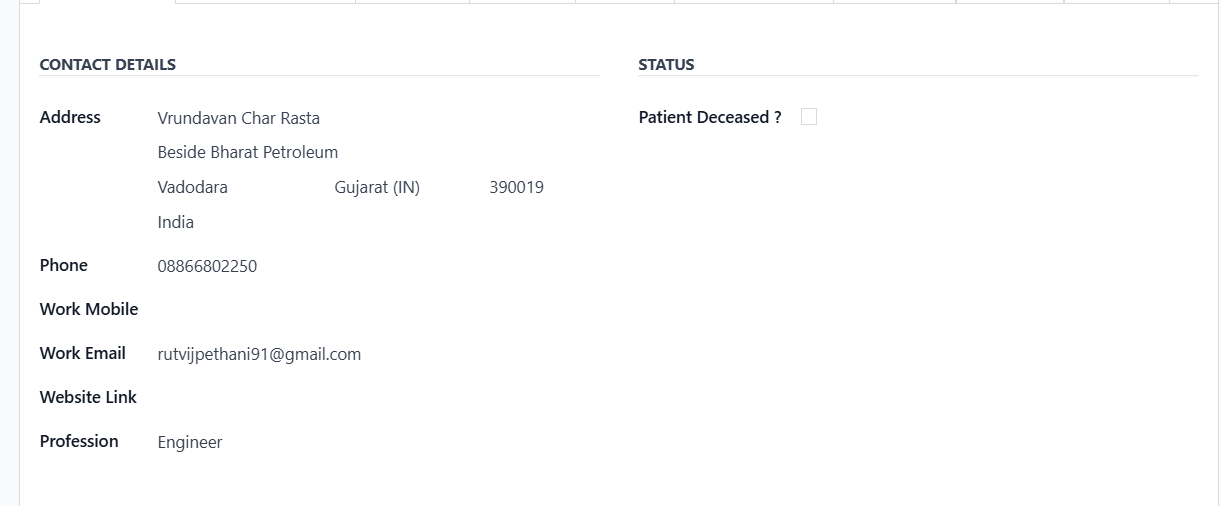 CONTACT DETAILS
Address Vrundavan Char Rasta
Beside Bharat Petroleum
Vadodara Gujarat (IN) 390019
India
Phone 08866802250
Work Mobile
Work Email rutvijpethani91@gmail.com
Website Link
Profession Engineer
STATUS
Patient Deceased ?